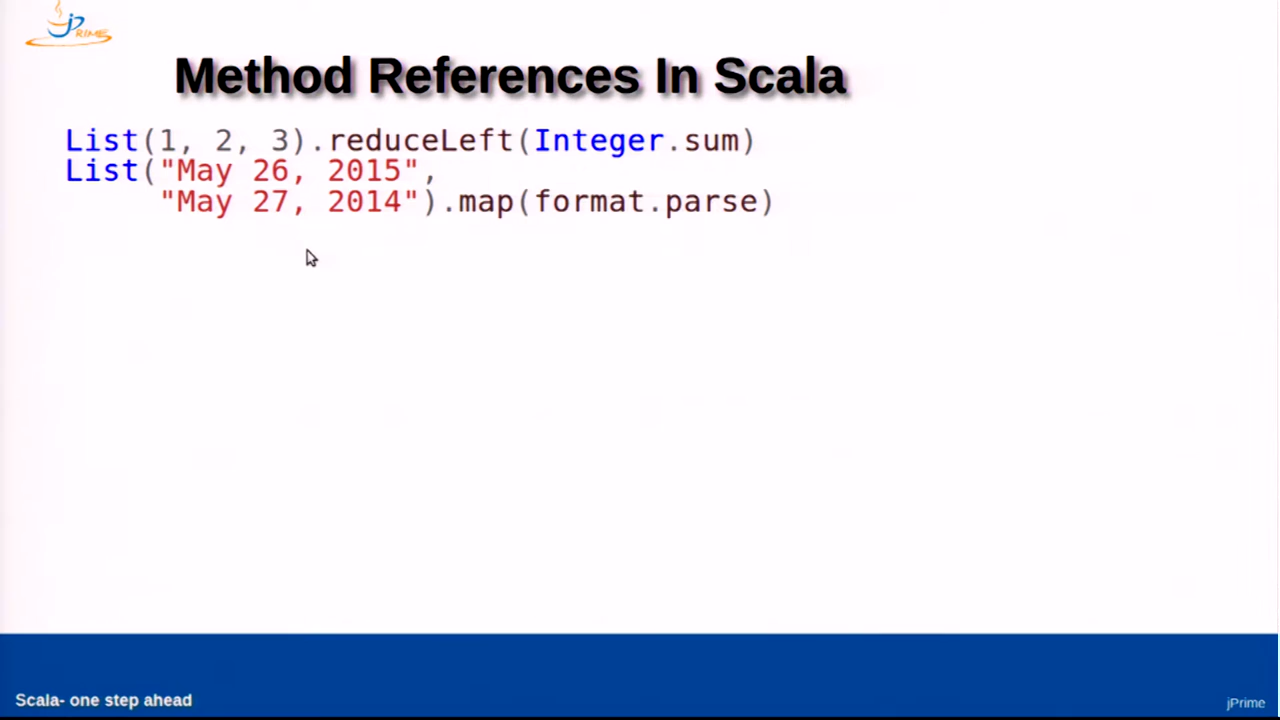 jPRIME
Method References In Scala
List(1, 2, 3).reduceLeft(Integer.sum)
List("May 26, 2015",
"May 27, 2014").map(format.parse)
Scala- one step ahead
jPrime